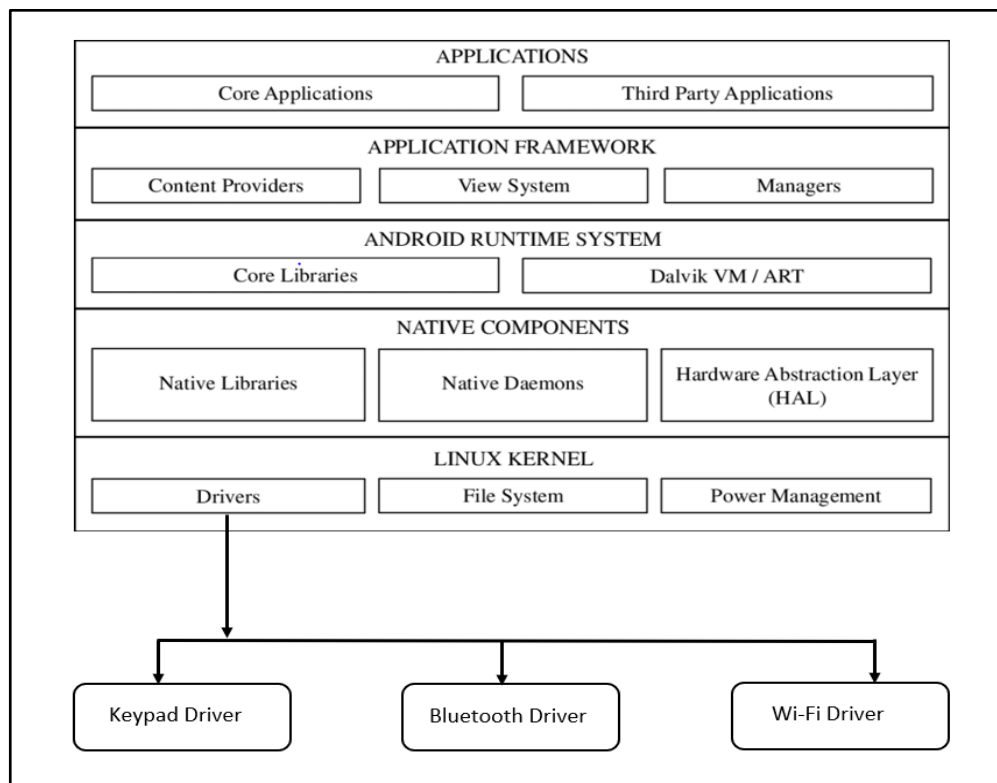 APPLICATIONS
Core Applications
Third Party Applications
APPLICATION FRAMEWORK
Content Providers
View System
Managers
ANDROID RUNTIME SYSTEM
Core Libraries
Dalvik VM / ART
NATIVE COMPONENTS
Native Libraries
Native Daemons
Hardware Abstraction Layer
(HAL)
LINUX KERNEL
Drivers
File System
Power Management
Keypad Driver
Bluetooth Driver
Wi-Fi Driver